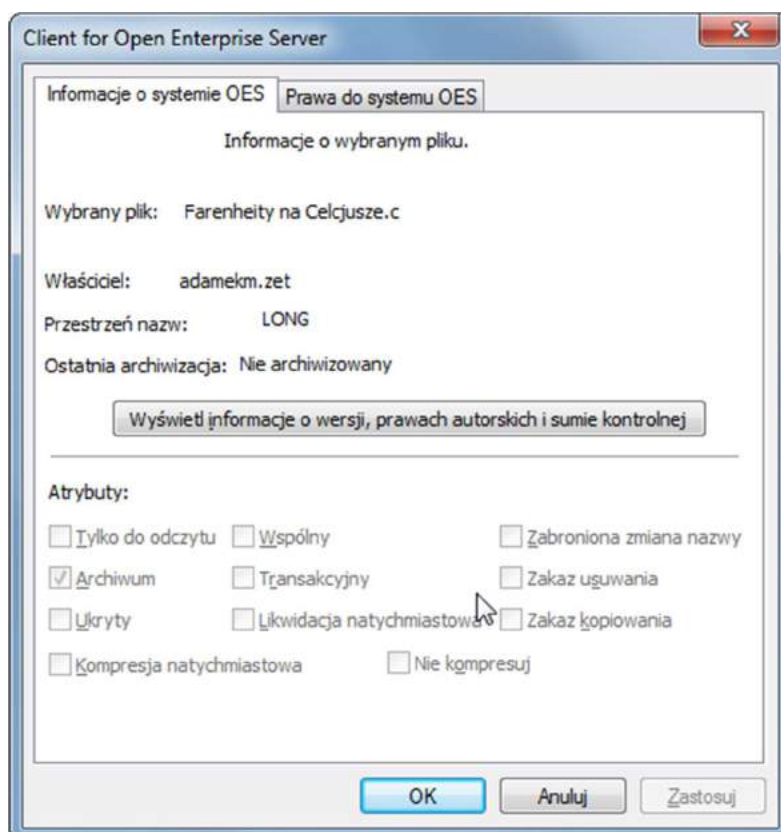 Client for Open Enterprise Server
Informacje o systemie OES
Prawa do systemu OES
Informacje o wybranym pliku.
Wybrany plik: Farenheity na Celcjusze.c
Właściciel: adamekm.zet
Przestrzeń nazw: LONG
Ostatnia archiwizacja: Nie archiwizowany
Wyświetl informacje o wersji, prawach autorskich i sumie kontrolnej
Atrybuty:
Tylko do odczytu Wspólny Zabroniona zmiana nazwy
Archiwum Transakcyjny Zakaz usuwania
Ukryty Likwidacja natychmiastowa Zakaz kopiowania
Kompresja natychmiastowa Nie kompresuj
OK Anuluj Zastosuj